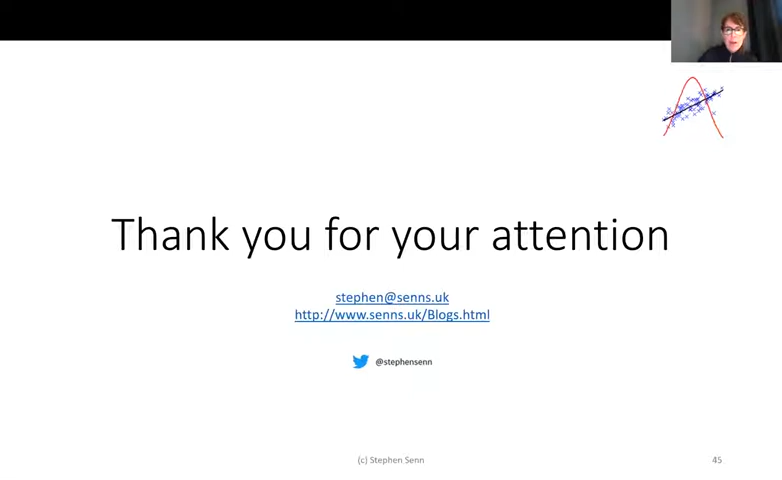 Thank you for your attention
stephen@senns.uk
http://www.senns.uk/Blogs.html
@stephensenn
(c) Stephen Senn
45